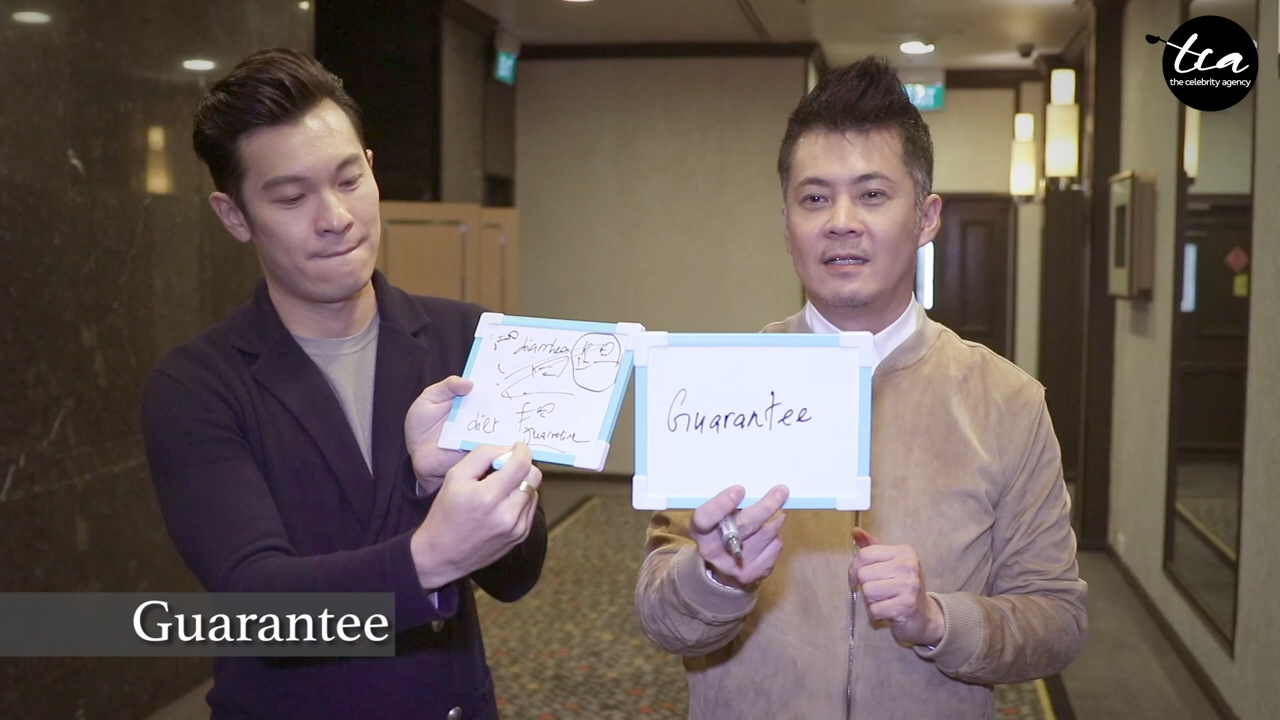 tca
the celebrity agency
diarrhea
diet
Guarantee
Guarantee